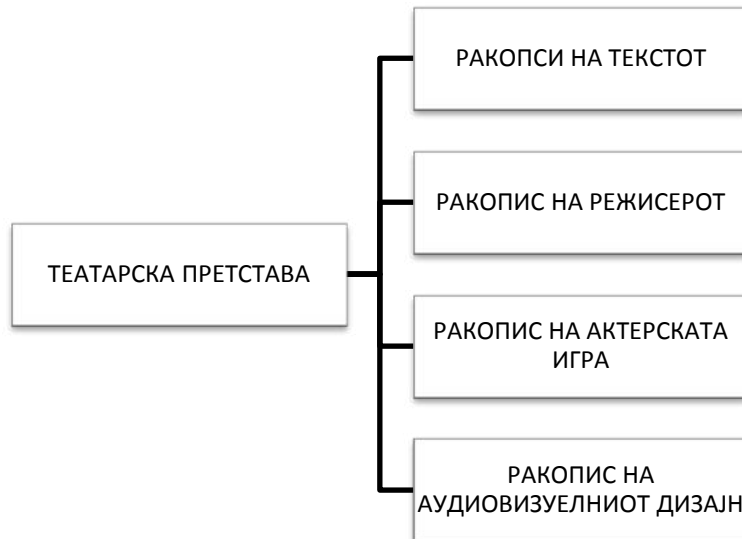 РАКОПСИ НА ТЕКСТОТ
РАКОПИС НА РЕЖИСЕРОТ
ТЕАТАРСКА ПРЕТСТАВА
РАКОПИС НА АКТЕРСКАТА
ИГРА
РАКОПИС НА
АУДИОВИЗУЕЛНИОТ ДИЗАЈН